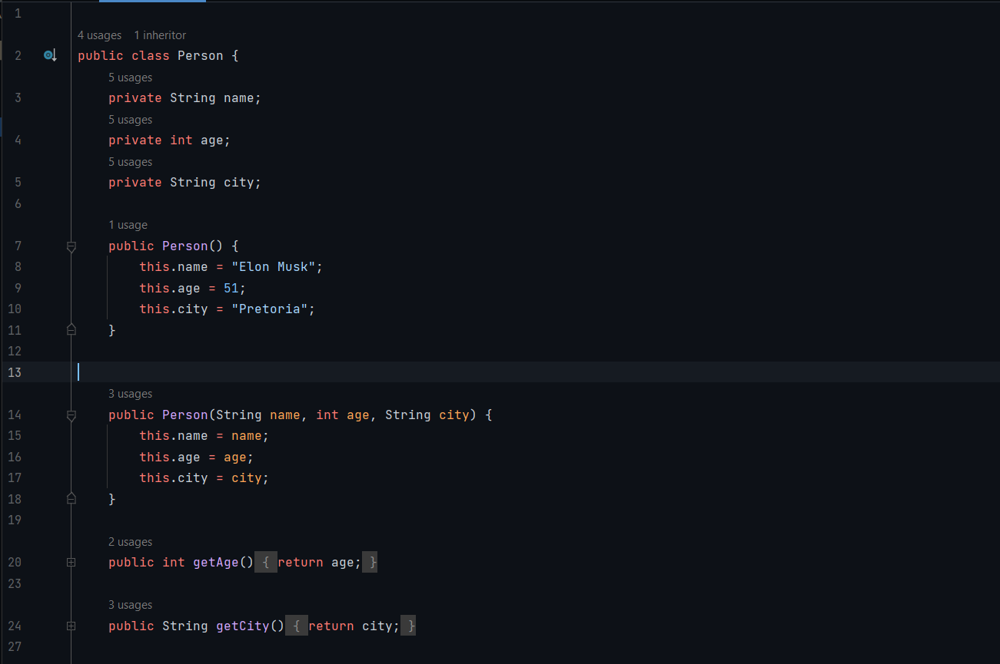 1
4 usages 1 inheritor
2 public class Person {
5 usages
3 private String name;
5 usages
4 private int age;
5 usages
5 private String city;
6
1 usage
7 public Person() {
8 this.name = "Elon Musk";
9 this.age = 51;
10 this.city = "Pretoria";
11 }
12
13
3 usages
14 public Person(String name, int age, String city) {
15 this.name = name;
16 this.age = age;
17 this.city = city;
18 }
19
2 usages
20 public int getAge() { return age; }
23
3 usages
24 public String getCity() { return city; }
27